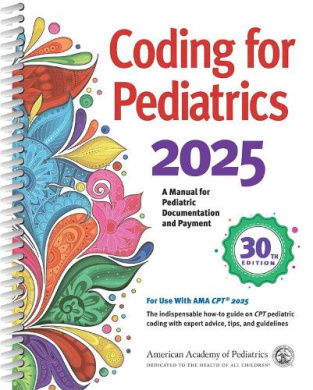 Coding for
Pediatrics
2025
A Manual for
Pediatric
Documentation
and Payment
30TH
EDITION
For Use With AMA CPT® 2025
The indispensable how-to guide on CPT pediatric
coding with expert advice, tips, and guidelines
American Academy of Pediatrics
DEDICATED TO THE HEALTH OF ALL CHILDREN®